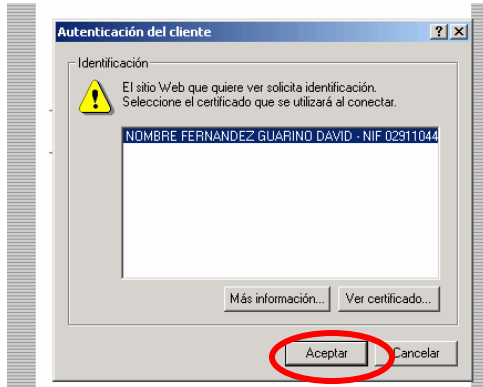 Autenticación del cliente
Identificación
El sitio Web que quiere ver solicita identificación.
Seleccione el certificado que se utilizará al conectar.
NOMBRE FERNANDEZ GUARINO DAVID - NIF 02911044
Más información... Ver certificado...
Aceptar Cancelar